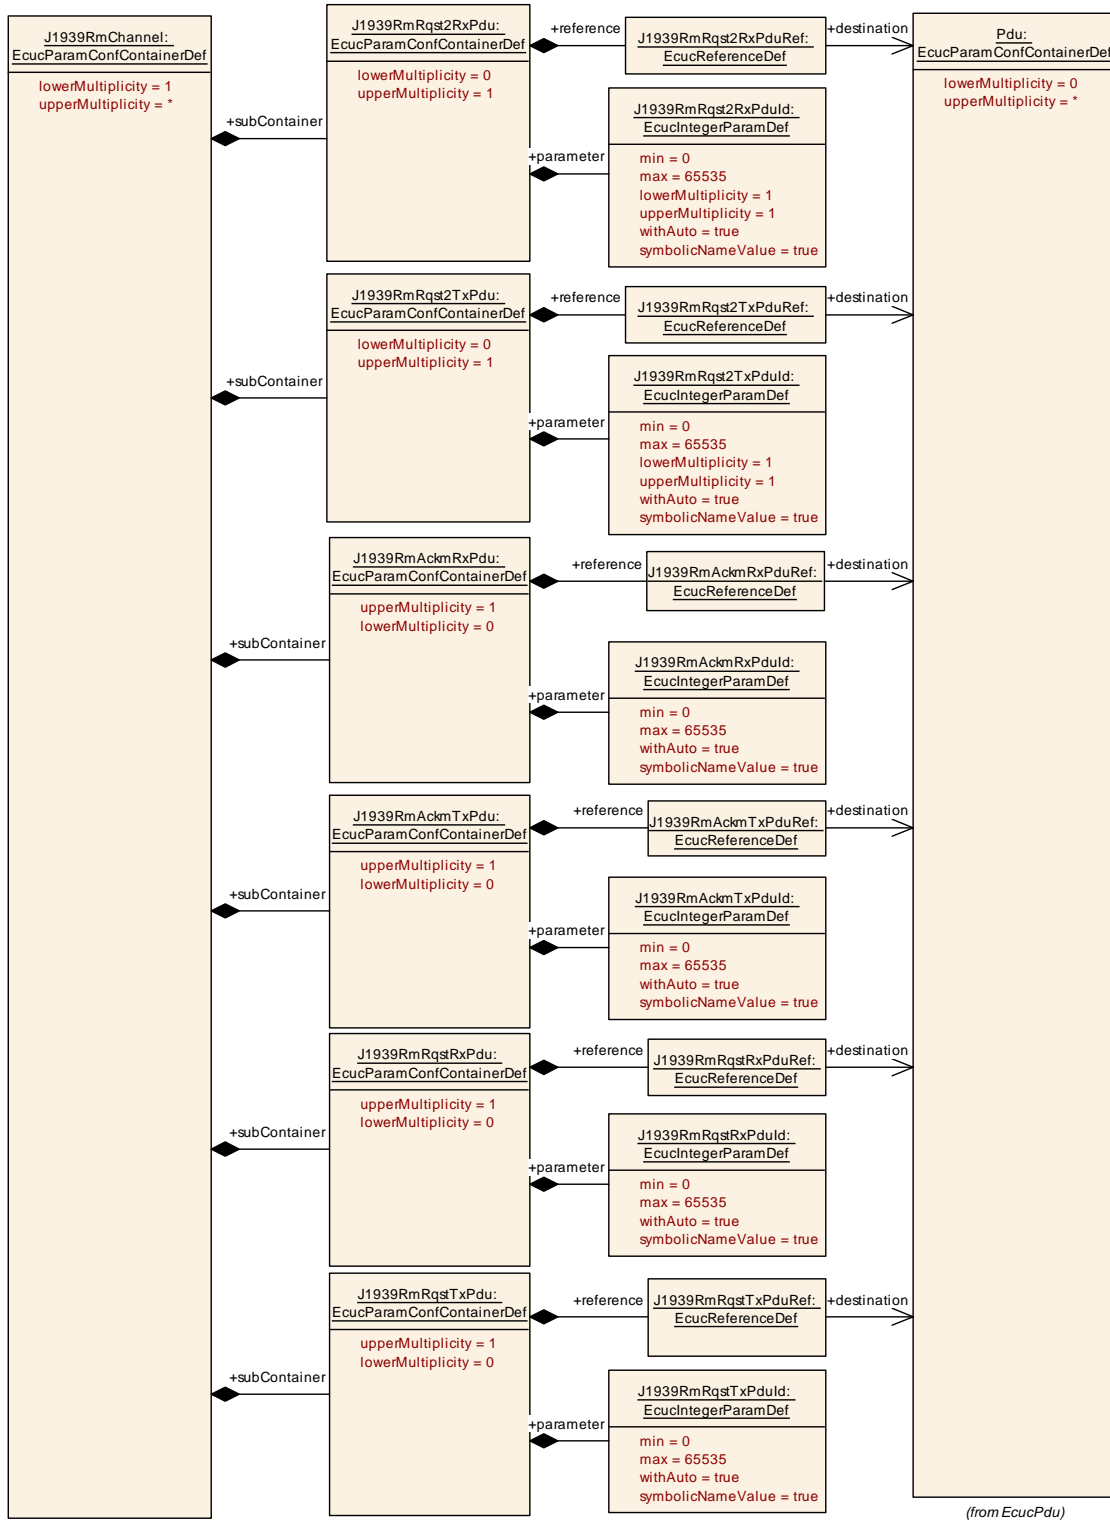 J1939RmChannel:
EcucParamConfContainerDef
lowerMultiplicity = 1
upperMultiplicity = *
+subContainer
J1939RmRqst2RxPdu:
EcucParamConfContainerDef
lowerMultiplicity = 0
upperMultiplicity = 1
+reference
J1939RmRqst2RxPduRef:
EcucReferenceDef
+destination
+parameter
J1939RmRqst2RxPduId:
EcucIntegerParamDef
min = 0
max = 65535
lowerMultiplicity = 1
upperMultiplicity = 1
withAuto = true
symbolicNameValue = true
Pdu:
EcucParamConfContainerDef
lowerMultiplicity = 0
upperMultiplicity = *
+subContainer
J1939RmRqst2TxPdu:
EcucParamConfContainerDef
lowerMultiplicity = 0
upperMultiplicity = 1
+reference
J1939RmRqst2TxPduRef:
EcucReferenceDef
+destination
+parameter
J1939RmRqst2TxPduId:
EcucIntegerParamDef
min = 0
max = 65535
lowerMultiplicity = 1
upperMultiplicity = 1
withAuto = true
symbolicNameValue = true
+subContainer
J1939RmAckmRxPdu:
EcucParamConfContainerDef
upperMultiplicity = 1
lowerMultiplicity = 0
+reference
J1939RmAckmRxPduRef:
EcucReferenceDef
+destination
+parameter
J1939RmAckmRxPduId:
EcucIntegerParamDef
min = 0
max = 65535
withAuto = true
symbolicNameValue = true
+subContainer
J1939RmAckmTxPdu:
EcucParamConfContainerDef
upperMultiplicity = 1
lowerMultiplicity = 0
+reference
J1939RmAckmTxPduRef:
EcucReferenceDef
+destination
+parameter
J1939RmAckmTxPduId:
EcucIntegerParamDef
min = 0
max = 65535
withAuto = true
symbolicNameValue = true
+subContainer
J1939RmRqstRxPdu:
EcucParamConfContainerDef
upperMultiplicity = 1
lowerMultiplicity = 0
+reference
J1939RmRqstRxPduRef:
EcucReferenceDef
+destination
+parameter
J1939RmRqstRxPduId:
EcucIntegerParamDef
min = 0
max = 65535
withAuto = true
symbolicNameValue = true
+subContainer
J1939RmRqstTxPdu:
EcucParamConfContainerDef
upperMultiplicity = 1
lowerMultiplicity = 0
+reference
J1939RmRqstTxPduRef:
EcucReferenceDef
+destination
+parameter
J1939RmRqstTxPduId:
EcucIntegerParamDef
min = 0
max = 65535
withAuto = true
symbolicNameValue = true
(from EcucPdu)